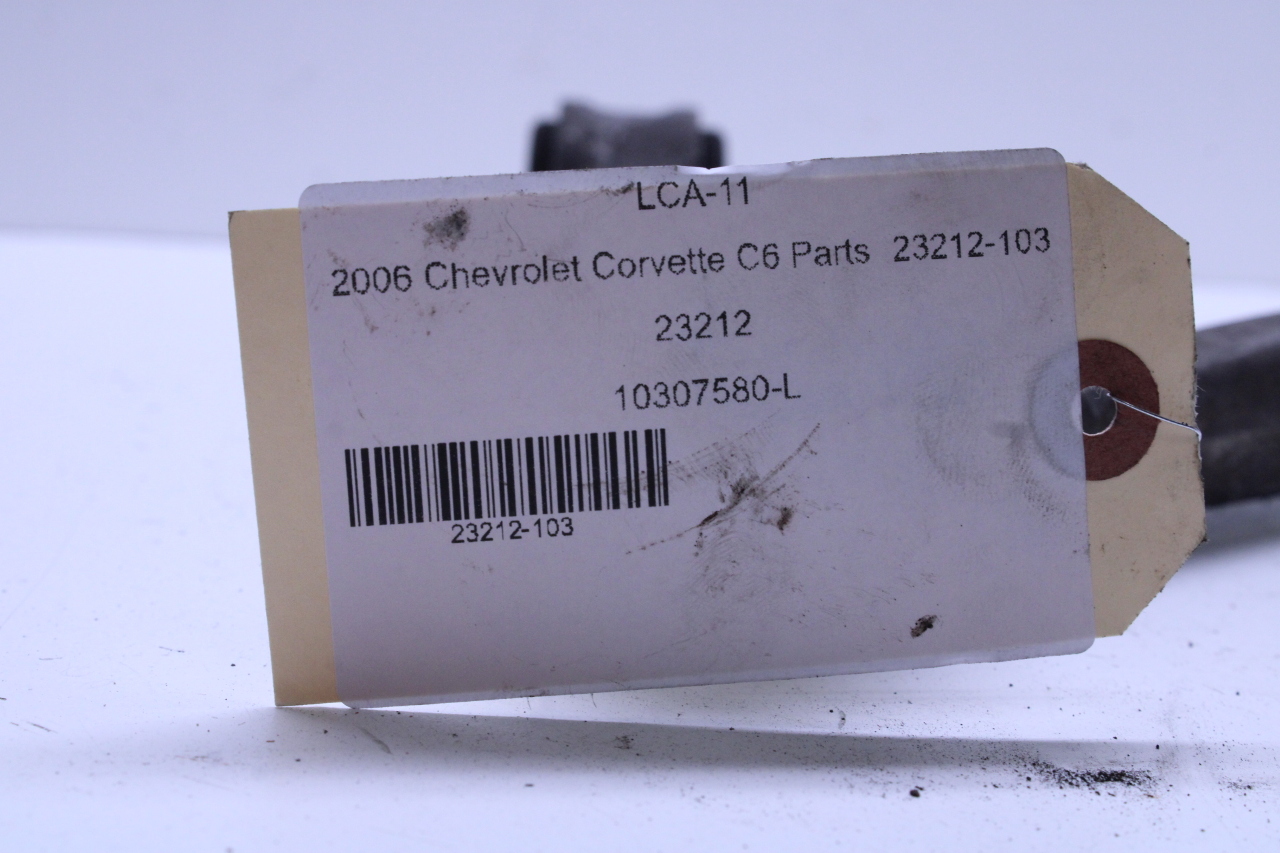 LCA-11
2006 Chevrolet Corvette C6 Parts 23212-103
23212
10307580-L
23212-103